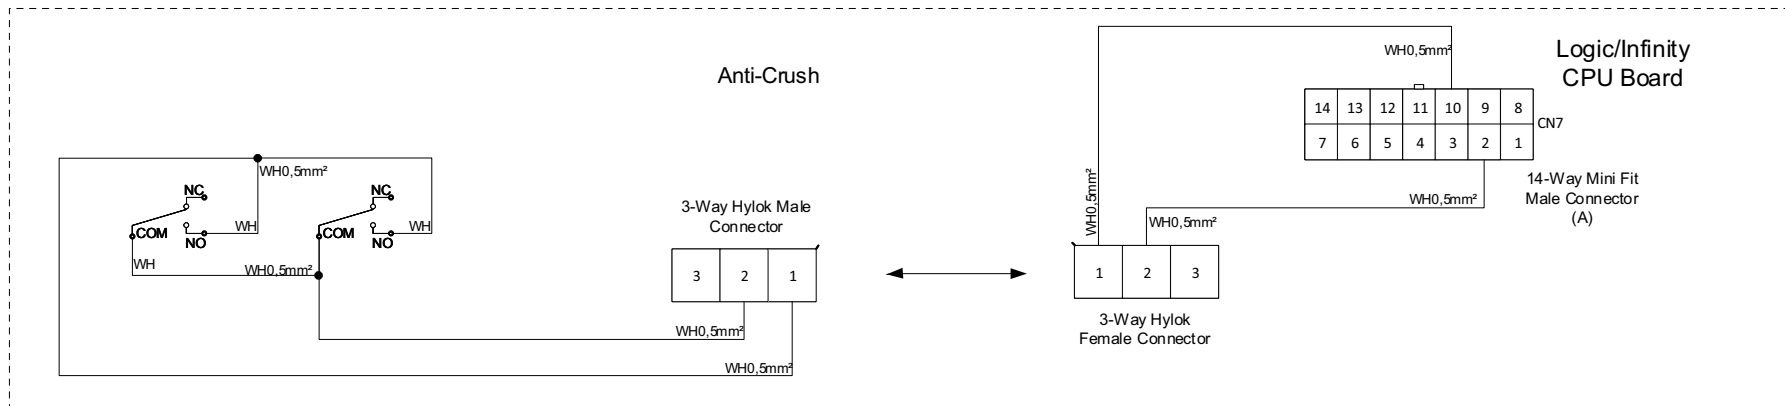 Anti-Crush
Logic/Infinity
CPU Board
WH0,5mm²
14 13 12 11 10 9 8
CN7
7 6 5 4 3 2 1
14-Way Mini Fit
Male Connector
(A)
WH0,5mm²
WH0,5mm²
WH0,5mm²
1 2 3
3-Way Hylok
Female Connector
WH0,5mm²
NC
NC
WH
WH
COM
NO
COM
NO
WH
WH0,5mm²
3-Way Hylok Male
Connector
3 2 1
WH0,5mm²
WH0,5mm²